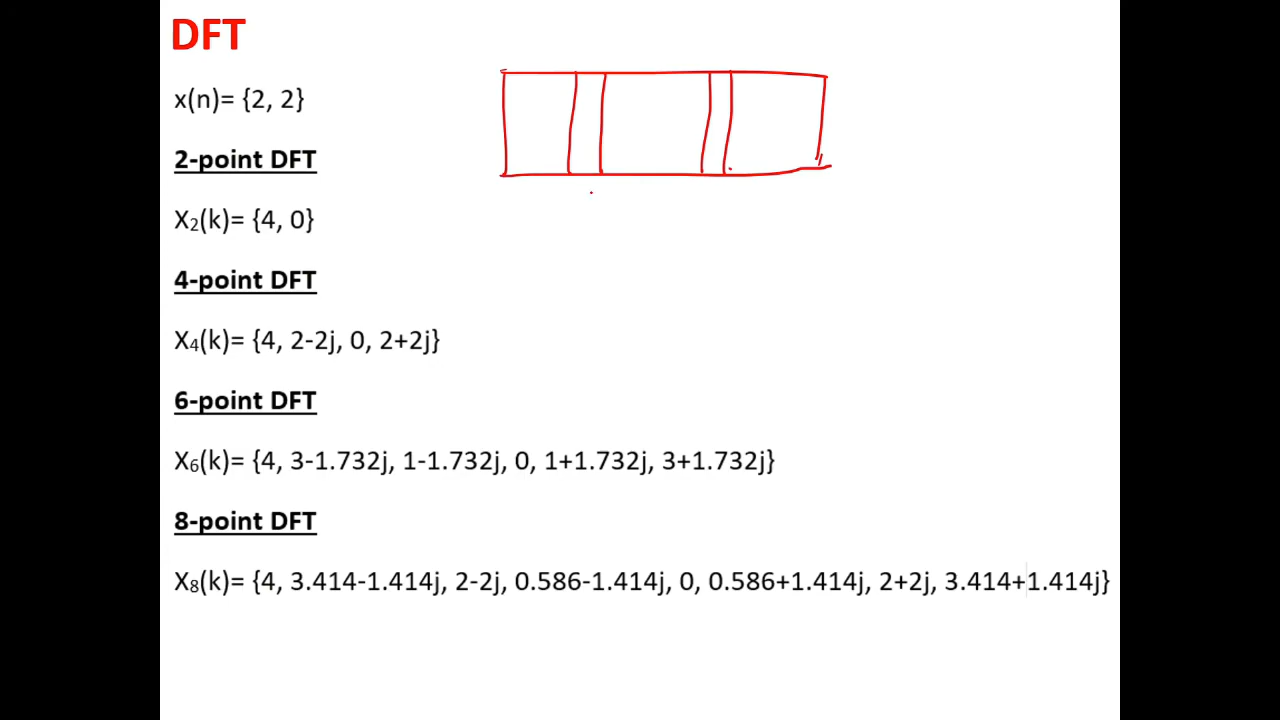 DFT
x(n)= {2, 2}
2-point DFT
X₂(k)= {4, 0}
4-point DFT
X₄(k)= {4, 2-2j, 0, 2+2j}
6-point DFT
X₆(k)= {4, 3-1.732j, 1-1.732j, 0, 1+1.732j, 3+1.732j}
8-point DFT
X₈(k)= {4, 3.414-1.414j, 2-2j, 0.586-1.414j, 0, 0.586+1.414j, 2+2j, 3.414+1.414j}